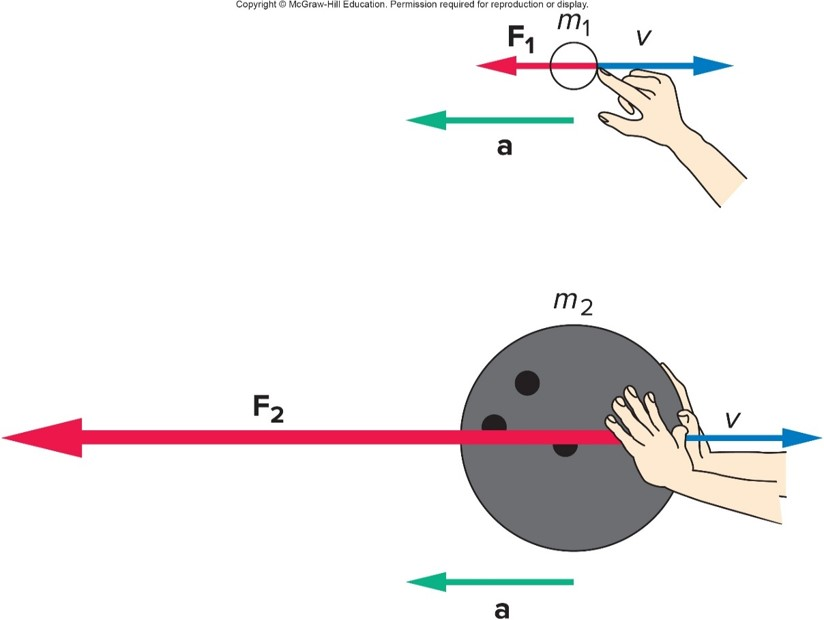 Copyright © McGraw-Hill Education. Permission required for reproduction or display.
m₁
F₁
v
a
m₂
F₂
v
a